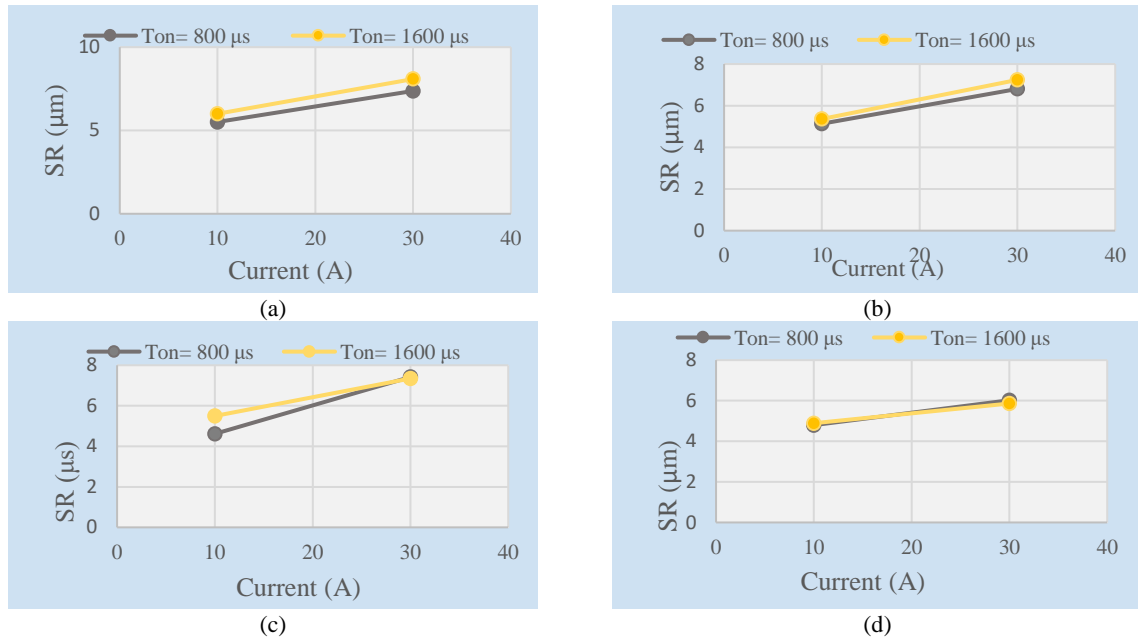 Ton= 800 μs Ton= 1600 μs
10
5
0
SR (μm)
0 10 20 30 40
Current (A)
(a)
Ton= 800 μs Ton= 1600 μs
8
6
4
2
0
SR (μm)
0 10 20 30 40
Current (A)
(b)
Ton= 800 μs Ton= 1600 μs
8
6
4
2
0
SR (μs)
0 10 20 30 40
Current (A)
(c)
Ton= 800 μs Ton= 1600 μs
8
6
4
2
0
SR (μm)
0 10 20 30 40
Current (A)
(d)